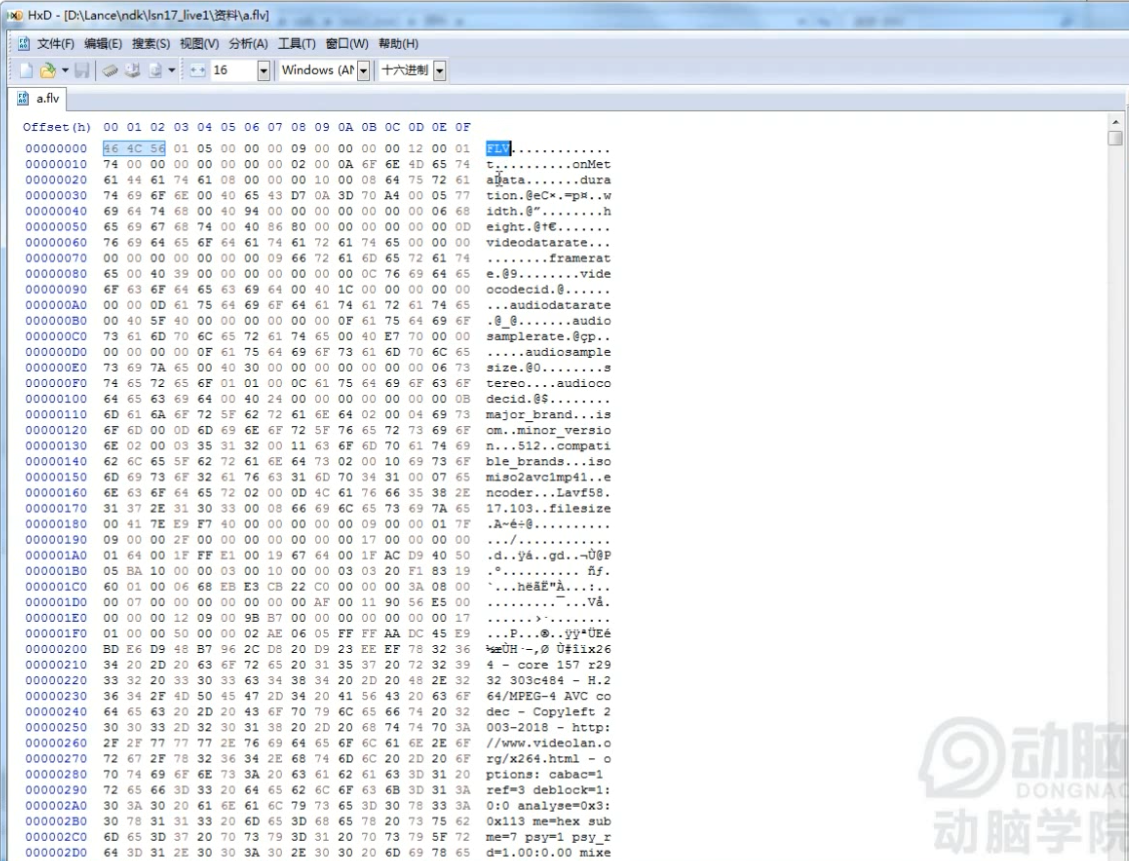 HxD - [D:\Lance\ndk\lsn17_live1\资料\a.flv]
文件(F) 编辑(E) 搜索(S) 视图(V) 分析(A) 工具(T) 窗口(W) 帮助(H)
16 Windows (AN 十六进制
a.flv
Offset(h) 00 01 02 03 04 05 06 07 08 09 0A 0B 0C 0D 0E 0F
00000000 46 4C 56 01 05 00 00 00 09 00 00 00 00 12 00 01 FLV.............
00000010 74 00 00 00 00 00 00 00 02 00 0A 6F 6E 4D 65 74 t..........onMet
00000020 61 44 61 74 61 08 00 00 00 10 00 08 64 75 72 61 aData.......dura
00000030 74 69 6F 6E 00 40 65 43 D7 0A 3D 70 A4 00 05 77 tion.@eC×.=p¤..w
00000040 69 64 74 68 00 40 94 00 00 00 00 00 00 00 06 68 idth.@”........h
00000050 65 69 67 68 74 00 40 86 80 00 00 00 00 00 00 0D eight.@†€.......
00000060 76 69 64 65 6F 64 61 74 61 72 61 74 65 00 00 00 videodatarate...
00000070 00 00 00 00 00 00 00 09 66 72 61 6D 65 72 61 74 ........framerat
00000080 65 00 40 39 00 00 00 00 00 00 00 0C 76 69 64 65 e.@9........vide
00000090 6F 63 6F 64 65 63 69 64 00 40 1C 00 00 00 00 00 ocodecid.@......
000000A0 00 00 0D 61 75 64 69 6F 64 61 74 61 72 61 74 65 ...audiodatarate
000000B0 00 40 5F 40 00 00 00 00 00 00 0F 61 75 64 69 6F .@_@.......audio
000000C0 73 61 6D 70 6C 65 72 61 74 65 00 40 E7 70 00 00 samplerate.@çp..
000000D0 00 00 00 00 0F 61 75 64 69 6F 73 61 6D 70 6C 65 .....audiosample
000000E0 73 69 7A 65 00 40 30 00 00 00 00 00 00 00 06 73 size.@0........s
000000F0 74 65 72 65 6F 01 01 00 0C 61 75 64 69 6F 63 6F tereo....audioco
00000100 64 65 63 69 64 00 40 24 00 00 00 00 00 00 00 0B decid.@$........
00000110 6D 61 6A 6F 72 5F 62 72 61 6E 64 02 00 04 69 73 major_brand...is
00000120 6F 6D 00 0D 6D 69 6E 6F 72 5F 76 65 72 73 69 6F om..minor_versio
00000130 6E 02 00 03 35 31 32 00 11 63 6F 6D 70 61 74 69 n...512..compati
00000140 62 6C 65 5F 62 72 61 6E 64 73 02 00 10 69 73 6F ble_brands...iso
00000150 6D 69 73 6F 32 61 76 63 31 6D 70 34 31 00 07 65 miso2avc1mp41..e
00000160 6E 63 6F 64 65 72 02 00 0D 4C 61 76 66 35 38 2E ncoder...Lavf58.
00000170 31 37 2E 31 30 33 00 08 66 69 6C 65 73 69 7A 65 17.103..filesize
00000180 00 41 7E E9 F7 40 00 00 00 00 00 09 00 00 01 7F .A~é÷@..........
00000190 09 00 00 2F 00 00 00 00 00 00 00 17 00 00 00 00 .../............
000001A0 01 64 00 1F FF E1 00 19 67 64 00 1F AC D9 40 50 .d..ÿá..gd..¬Ù@P
000001B0 05 BA 10 00 00 03 00 10 00 00 03 03 20 F1 83 19 .º.......... ñƒ.
000001C0 60 01 00 06 68 EB E3 CB 22 C0 00 00 00 3A 08 00 `...hëãË"À...:..
000001D0 00 07 00 00 00 00 00 00 00 AF 00 11 90 56 E5 00 .........¯...Vå.
000001E0 00 00 00 12 09 00 9B B7 00 00 00 00 00 00 00 17 ......›·........
000001F0 01 00 00 50 00 00 02 AE 06 05 FF FF AA DC 45 E9 ...P...®..ÿÿªÜEé
00000200 BD E6 D9 48 B7 96 2C D8 20 D9 23 EE EF 78 32 36 ½æÙH·–,Ø Ù#îïx26
00000210 34 20 2D 20 63 6F 72 65 20 31 35 37 20 72 32 39 4 - core 157 r29
00000220 33 32 20 33 30 33 63 34 38 34 20 2D 20 48 2E 32 32 303c484 - H.2
00000230 36 34 2F 4D 50 45 47 2D 34 20 41 56 43 20 63 6F 64/MPEG-4 AVC co
00000240 64 65 63 20 2D 20 43 6F 70 79 6C 65 66 74 20 32 dec - Copyleft 2
00000250 30 30 33 2D 32 30 31 38 20 2D 20 68 74 74 70 3A 003-2018 - http:
00000260 2F 2F 77 77 77 2E 76 69 64 65 6F 6C 61 6E 2E 6F //www.videolan.o
00000270 72 67 2F 78 32 36 34 2E 68 74 6D 6C 20 2D 20 6F rg/x264.html - o
00000280 70 74 69 6F 6E 73 3A 20 63 61 62 61 63 3D 31 20 ptions: cabac=1
00000290 72 65 66 3D 33 20 64 65 62 6C 6F 63 6B 3D 31 3A ref=3 deblock=1:
000002A0 30 3A 30 20 61 6E 61 6C 79 73 65 3D 30 78 33 3A 0:0 analyse=0x3:
000002B0 30 78 31 31 33 20 6D 65 3D 68 65 78 20 73 75 62 0x113 me=hex sub
000002C0 6D 65 3D 37 20 70 73 79 3D 31 20 70 73 79 5F 72 me=7 psy=1 psy_r
000002D0 64 3D 31 2E 30 30 3A 30 2E 30 30 20 6D 69 78 65 d=1.00:0.00 mixe
动脑
DONGNAO
动脑学院